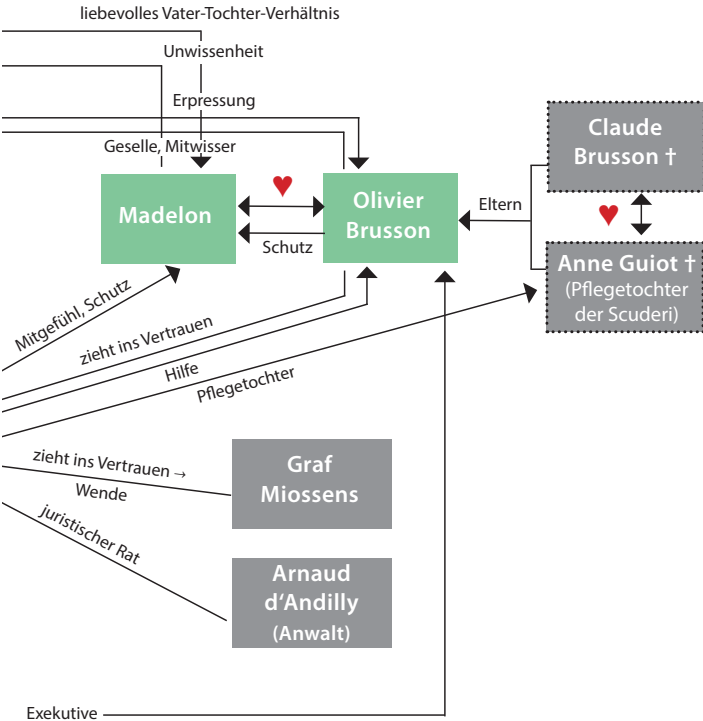 liebevolles Vater-Tochter-Verhältnis
Unwissenheit
Erpressung
Geselle, Mitwisser
Claude
Brusson †
Madelon
Olivier
Brusson
Eltern
Schutz
Anne Guiot †
(Pflegetochter
der Scuderi)
Mitgefühl, Schutz
zieht ins Vertrauen
Hilfe
Pflegetochter
zieht ins Vertrauen →
Wende
Graf
Miossens
juristischer Rat
Arnaud
d‘Andilly
(Anwalt)
Exekutive